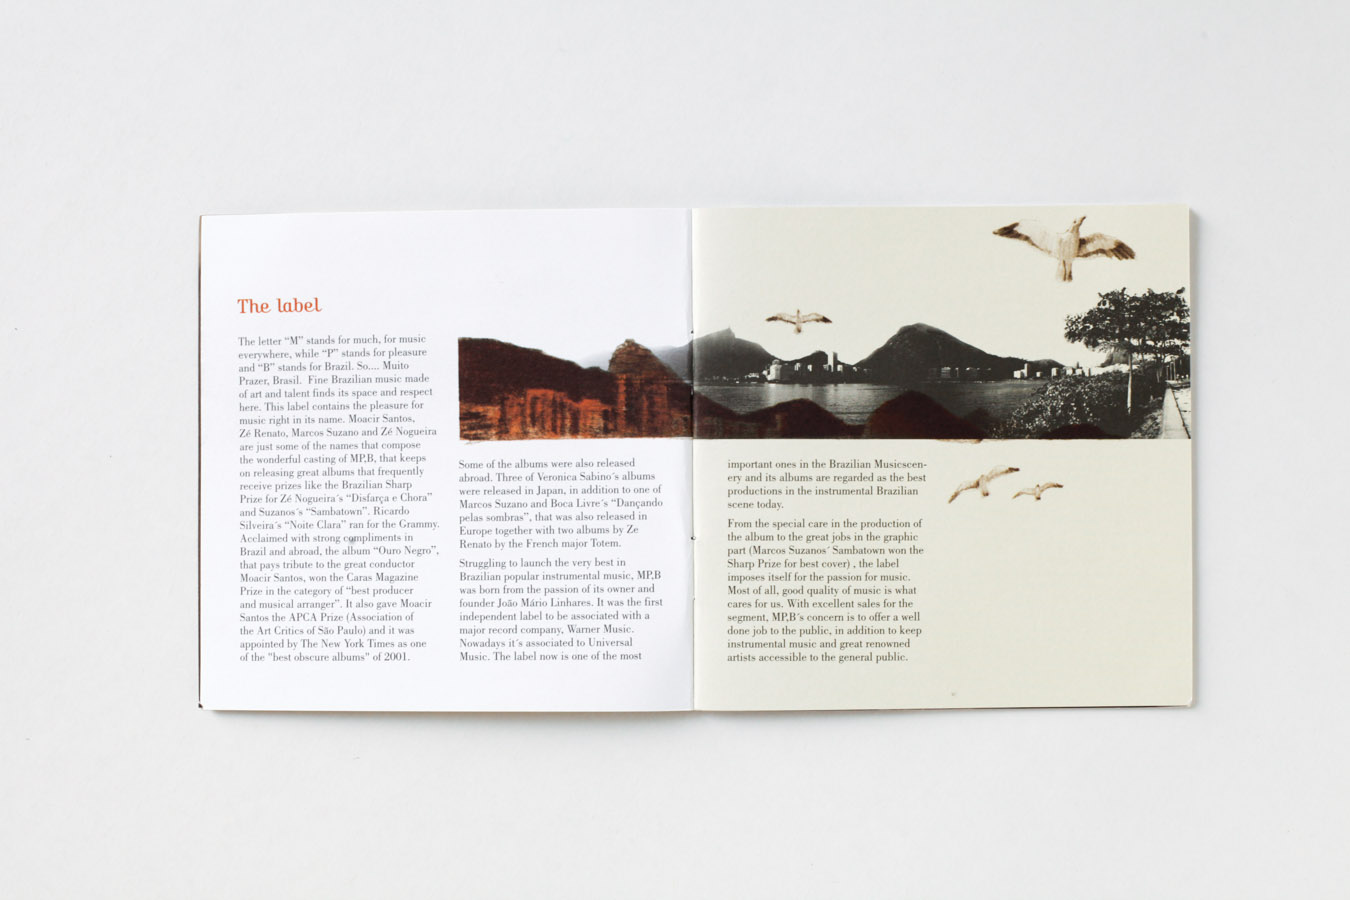 The label
The letter “M” stands for much, for music
everywhere, while “P” stands for pleasure
and “B” stands for Brazil. So.... Muito
Prazer, Brasil.  Fine Brazilian music made
of art and talent finds its space and respect
here. This label contains the pleasure for
music right in its name. Moacir Santos,
Zé Renato, Marcos Suzano and Zé Nogueira
are just some of the names that compose
the wonderful casting of MP,B, that keeps
on releasing great albums that frequently
receive prizes like the Brazilian Sharp
Prize for Zé Nogueira´s “Disfarça e Chora”
and Suzanos´s “Sambatown”. Ricardo
Silveira´s “Noite Clara” ran for the Grammy.
Acclaimed with strong compliments in
Brazil and abroad, the album “Ouro Negro”,
that pays tribute to the great conductor
Moacir Santos, won the Caras Magazine
Prize in the category of “best producer
and musical arranger”. It also gave Moacir
Santos the APCA Prize (Association of
the Art Critics of São Paulo) and it was
appointed by The New York Times as one
of the “best obscure albums” of 2001.
Some of the albums were also released
abroad. Three of Veronica Sabino´s albums
were released in Japan, in addition to one of
Marcos Suzano and Boca Livre´s “Dançando
pelas sombras”, that was also released in
Europe together with two albums by Ze
Renato by the French major Totem.
Struggling to launch the very best in
Brazilian popular instrumental music, MP,B
was born from the passion of its owner and
founder João Mário Linhares. It was the first
independent label to be associated with a
major record company, Warner Music.
Nowadays it´s associated to Universal
Music. The label now is one of the most
important ones in the Brazilian Musicscen-
ery and its albums are regarded as the best
productions in the instrumental Brazilian
scene today.
From the special care in the production of
the album to the great jobs in the graphic
part (Marcos Suzanos´ Sambatown won the
Sharp Prize for best cover) , the label
imposes itself for the passion for music.
Most of all, good quality of music is what
cares for us. With excellent sales for the
segment, MP,B´s concern is to offer a well
done job to the public, in addition to keep
instrumental music and great renowned
artists accessible to the general public.